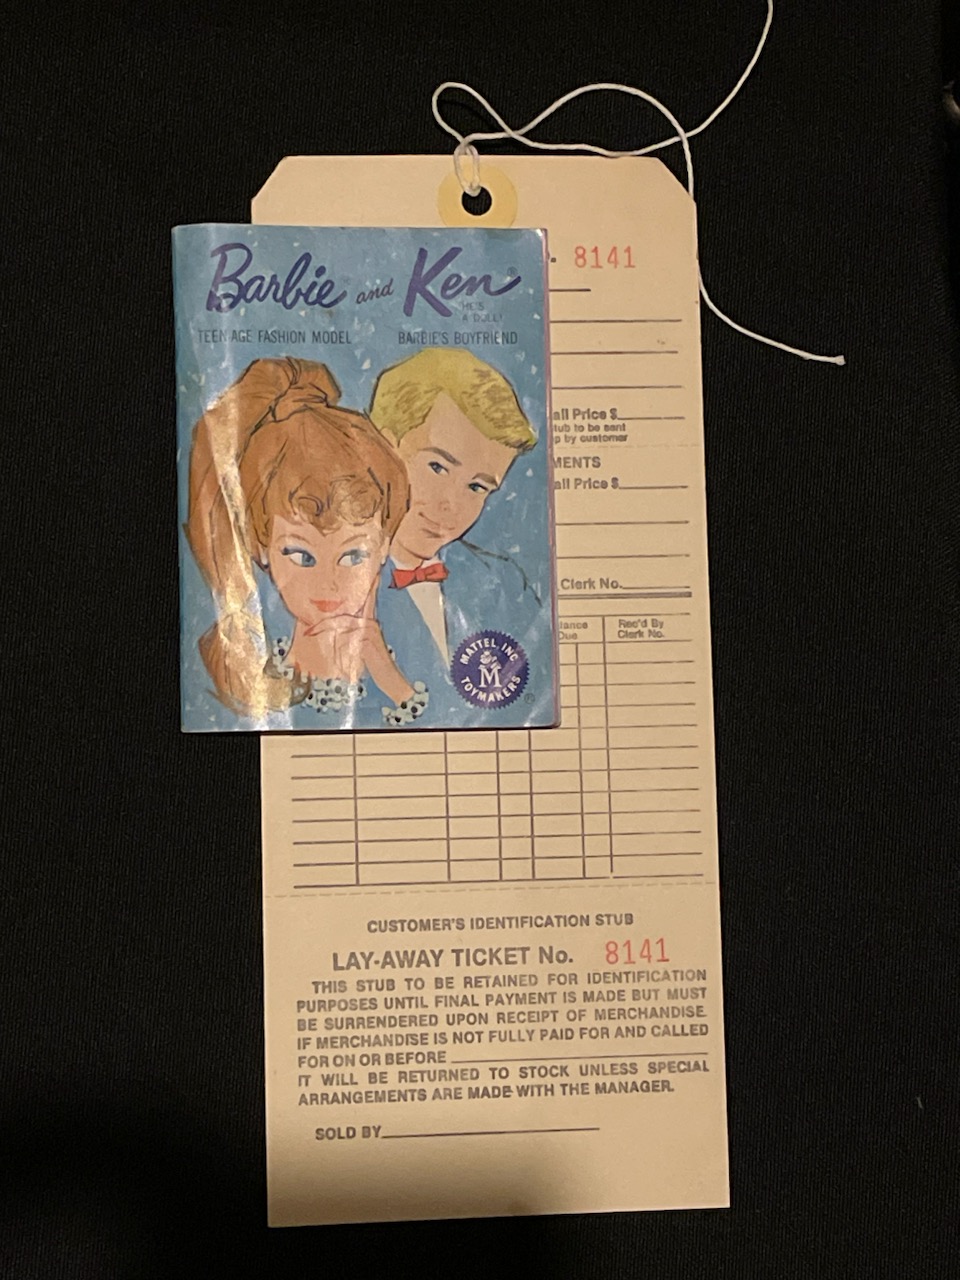 Barbie® and Ken®
HE'S
A DOLL!
TEEN AGE FASHION MODEL
BARBIE'S BOYFRIEND
MATTEL, INC.
M
TOYMAKERS
®
8141
all Price $
tub to be sent
p by customer
MENTS
all Price $
Clerk No.
lance
Due
Rec'd By
Clerk No.
CUSTOMER'S IDENTIFICATION STUB
LAY-AWAY TICKET No. 8141
THIS STUB TO BE RETAINED FOR IDENTIFICATION
PURPOSES UNTIL FINAL PAYMENT IS MADE BUT MUST
BE SURRENDERED UPON RECEIPT OF MERCHANDISE.
IF MERCHANDISE IS NOT FULLY PAID FOR AND CALLED
FOR ON OR BEFORE
IT WILL BE RETURNED TO STOCK UNLESS SPECIAL
ARRANGEMENTS ARE MADE WITH THE MANAGER.
SOLD BY